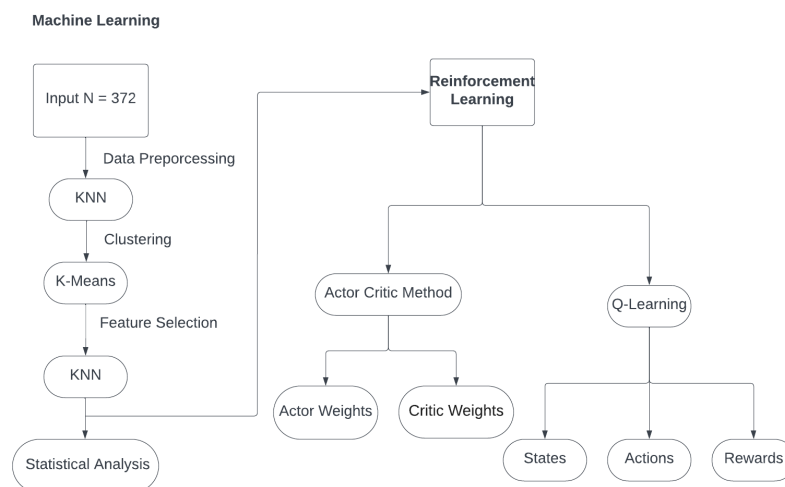 Machine Learning
Input N = 372
Data Preporcessing
KNN
Clustering
K-Means
Feature Selection
KNN
Statistical Analysis
Reinforcement
Learning
Actor Critic Method
Actor Weights
Critic Weights
Q-Learning
States
Actions
Rewards